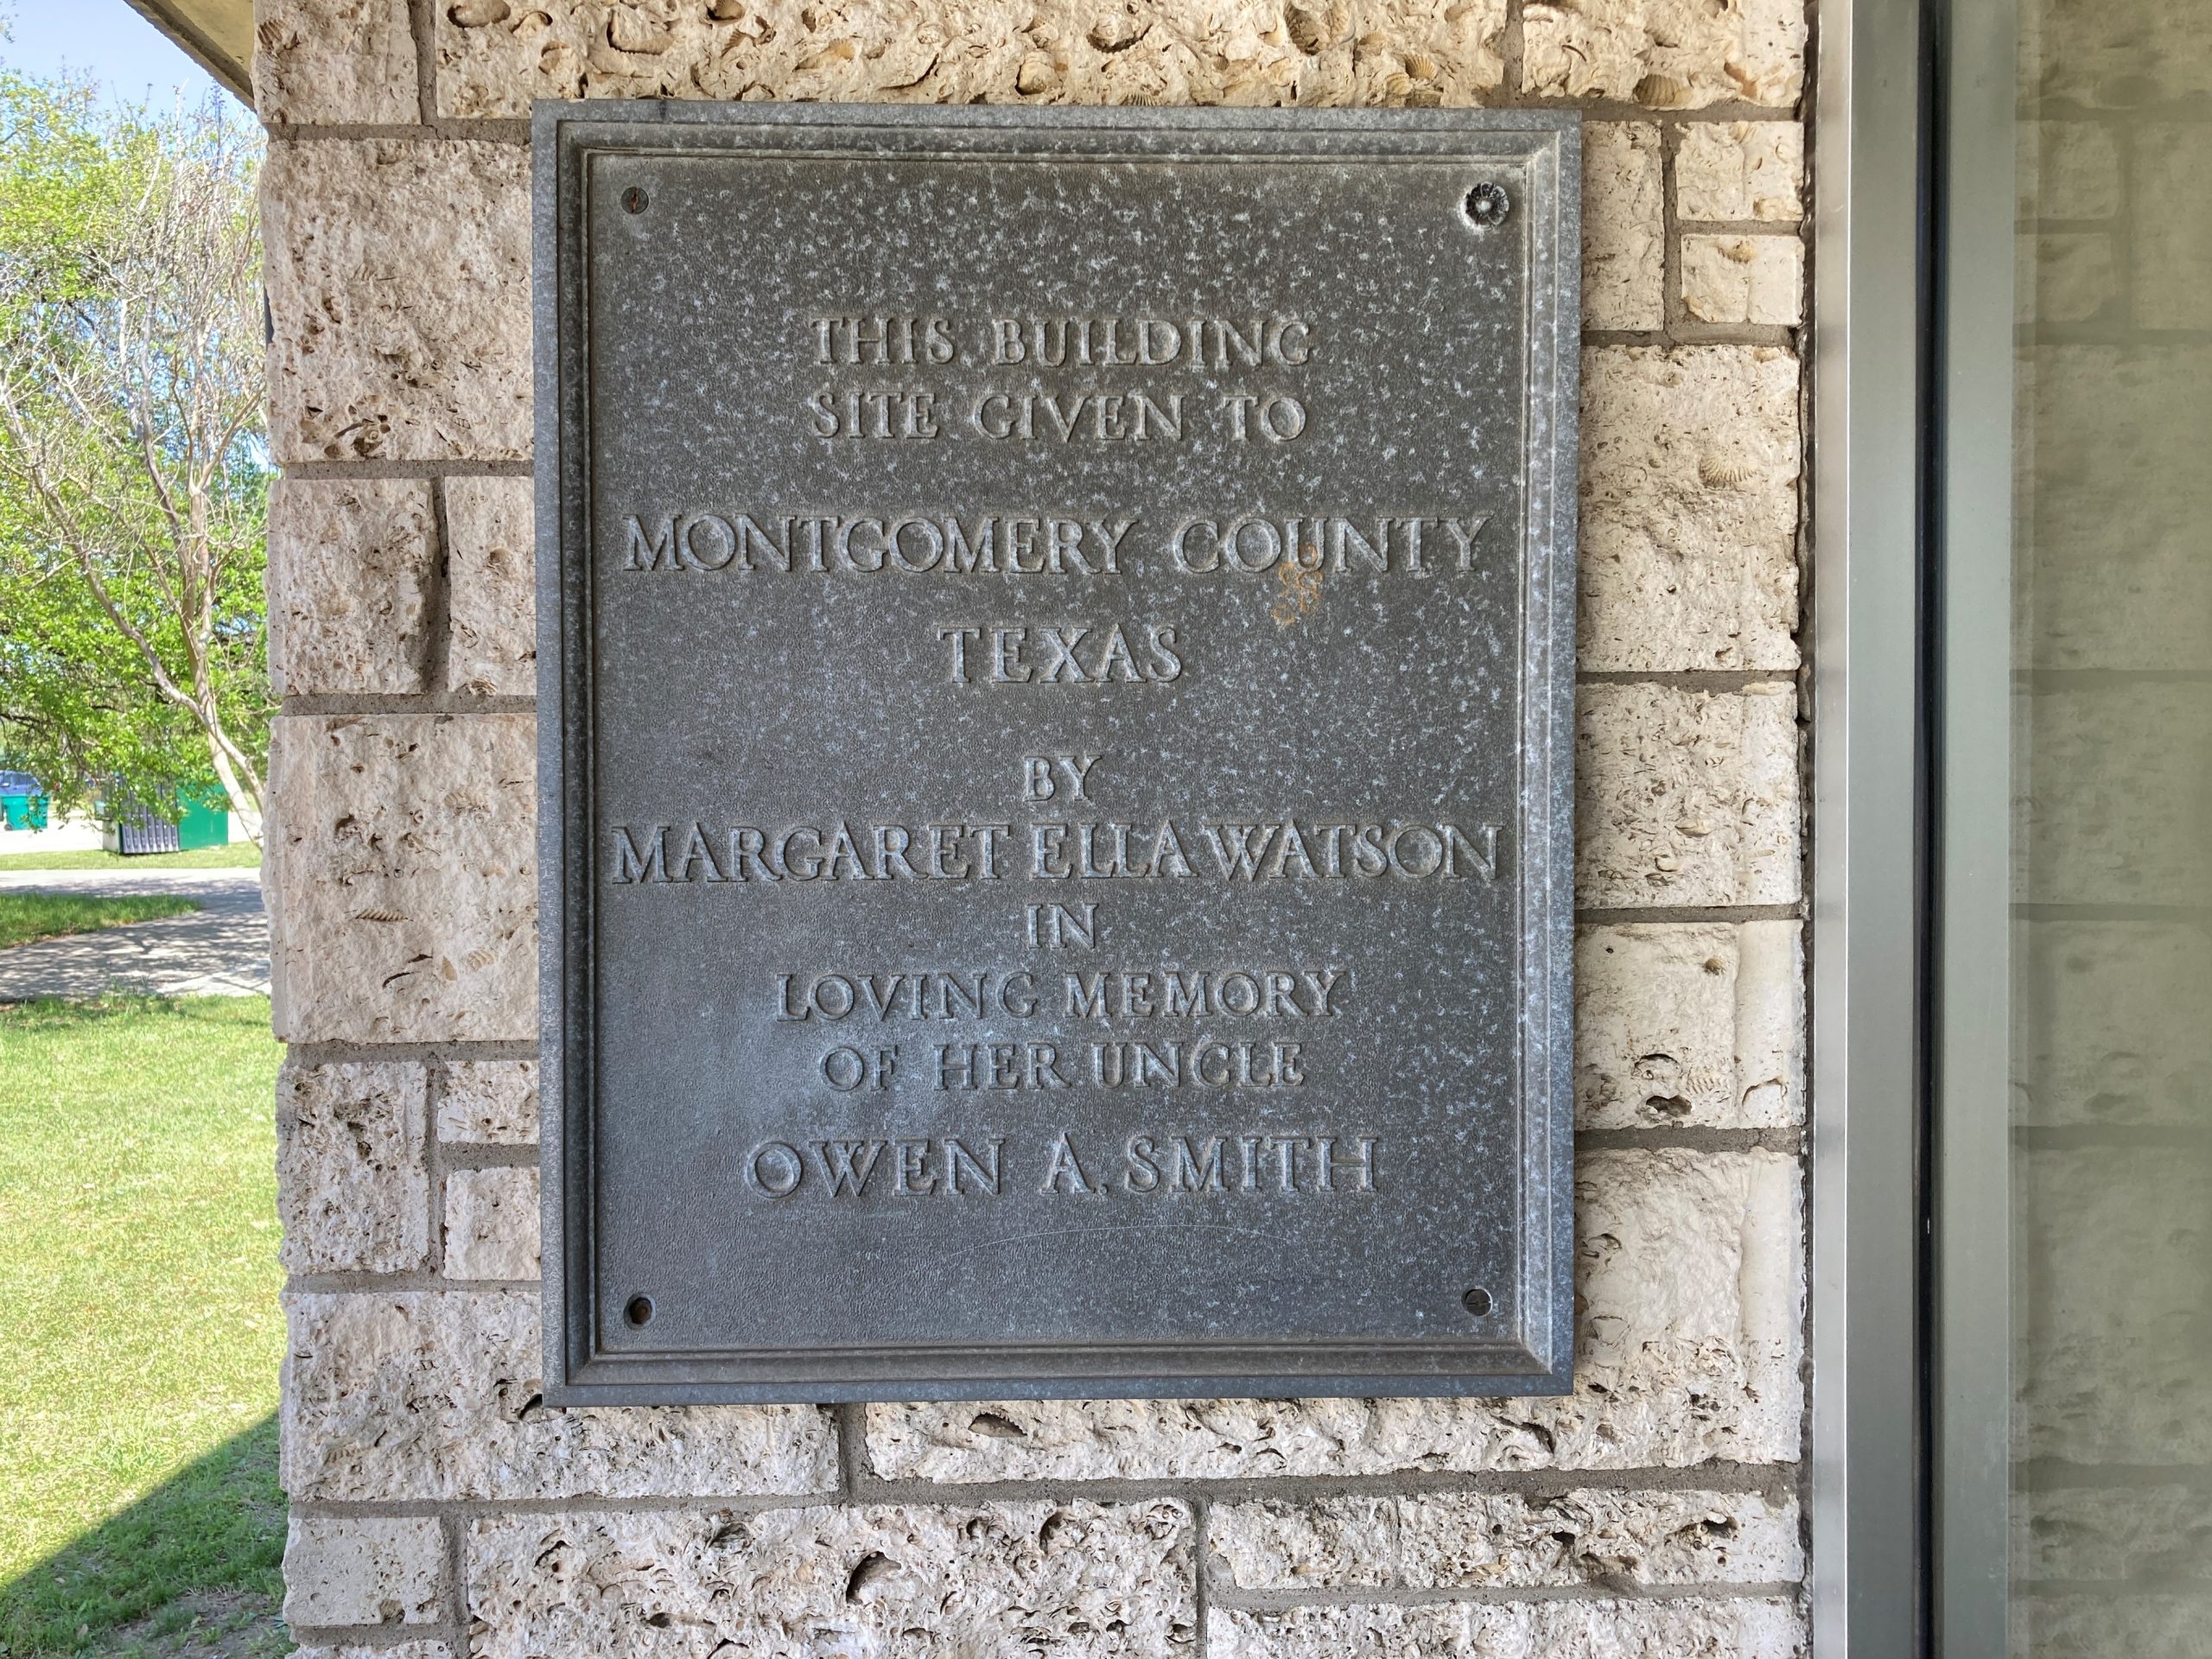 THIS BUILDING
SITE GIVEN TO
MONTGOMERY COUNTY
TEXAS
BY
MARGARET ELLA WATSON
IN
LOVING MEMORY
OF HER UNCLE
OWEN A. SMITH